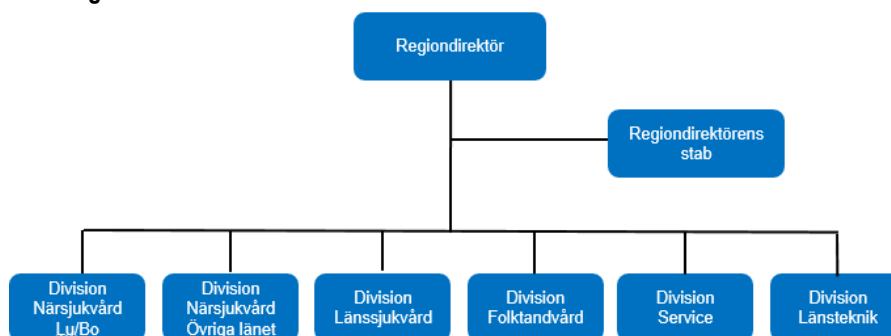 Regiondirektör
Regiondirektörens
stab
Division
Närsjukvård
Lu/Bo
Division
Närsjukvård
Övriga länet
Division
Länssjukvård
Division
Folktandvård
Division
Service
Division
Länsteknik